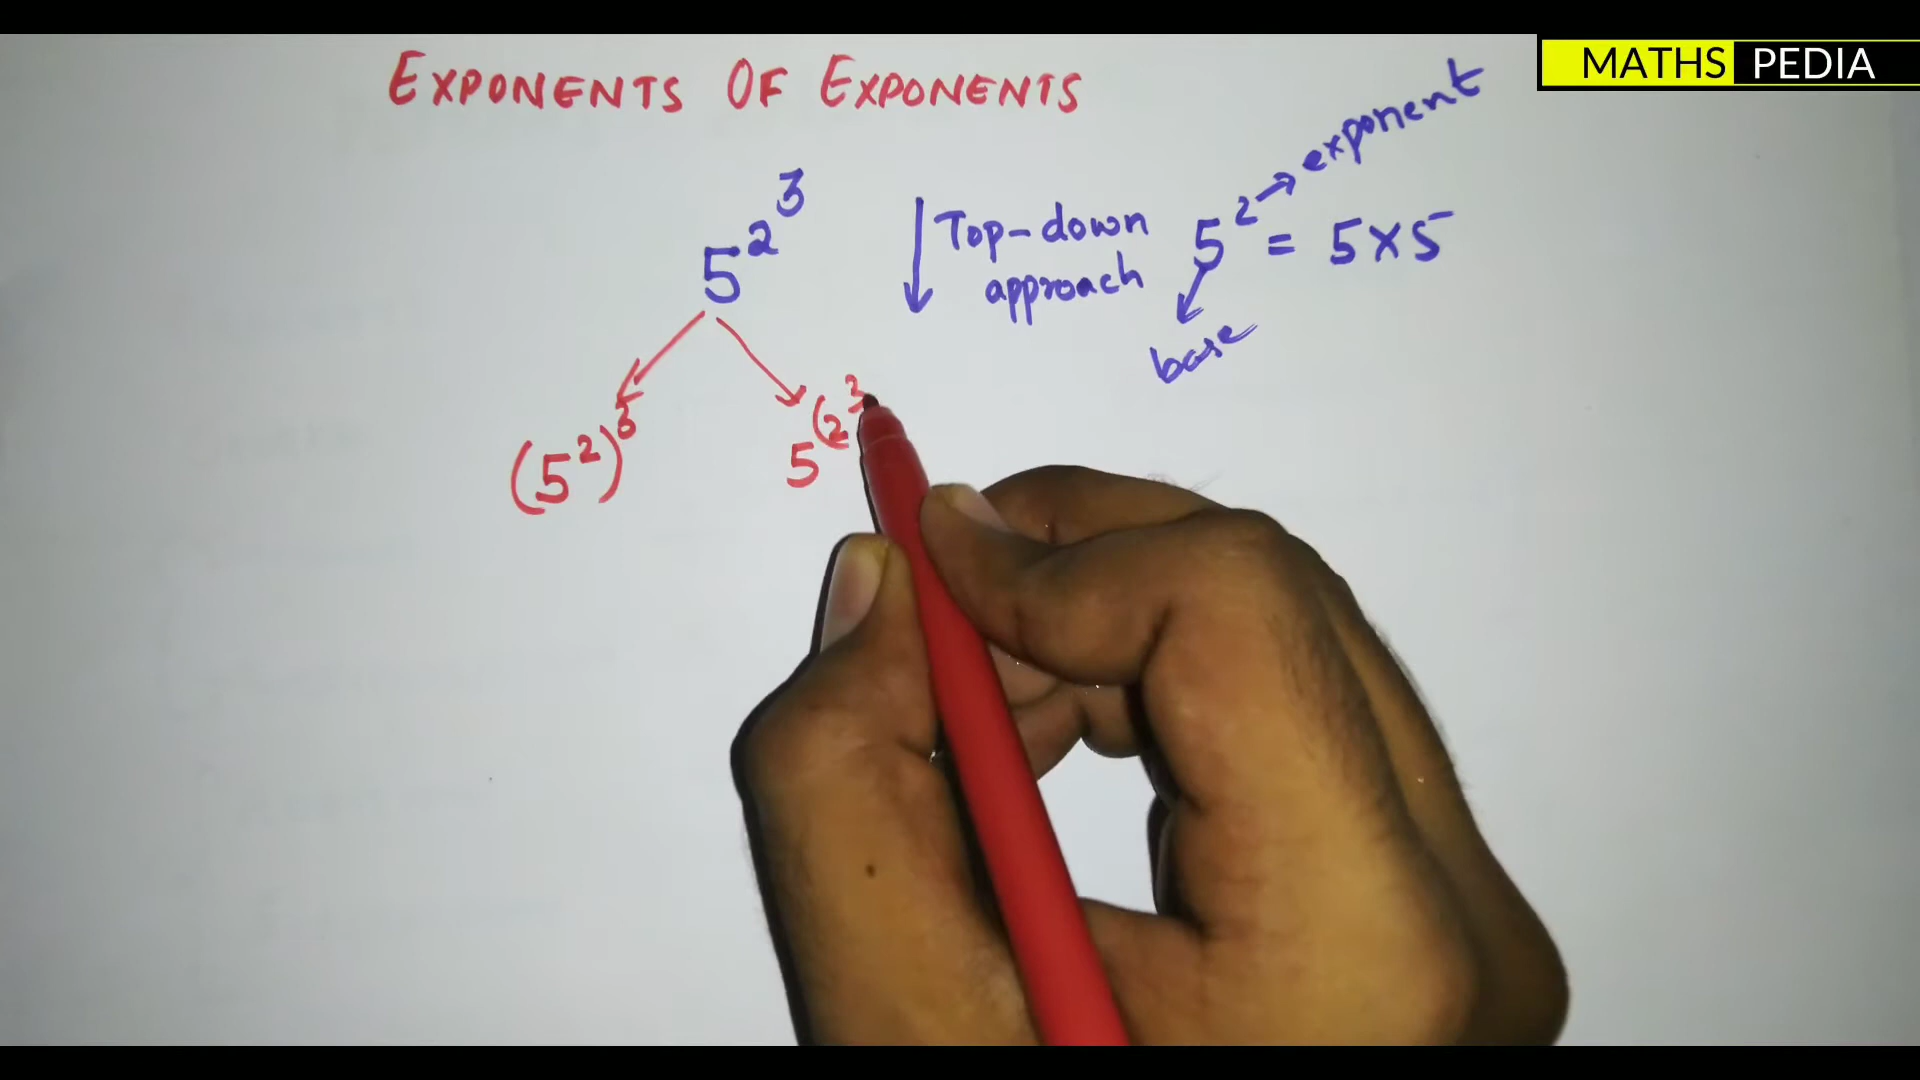 MATHS PEDIA
EXPONENTS OF EXPONENTS
5^2^3
Top-down
approach
5^2 = 5×5
exponent
base
(5^2)^3
5^(2^3